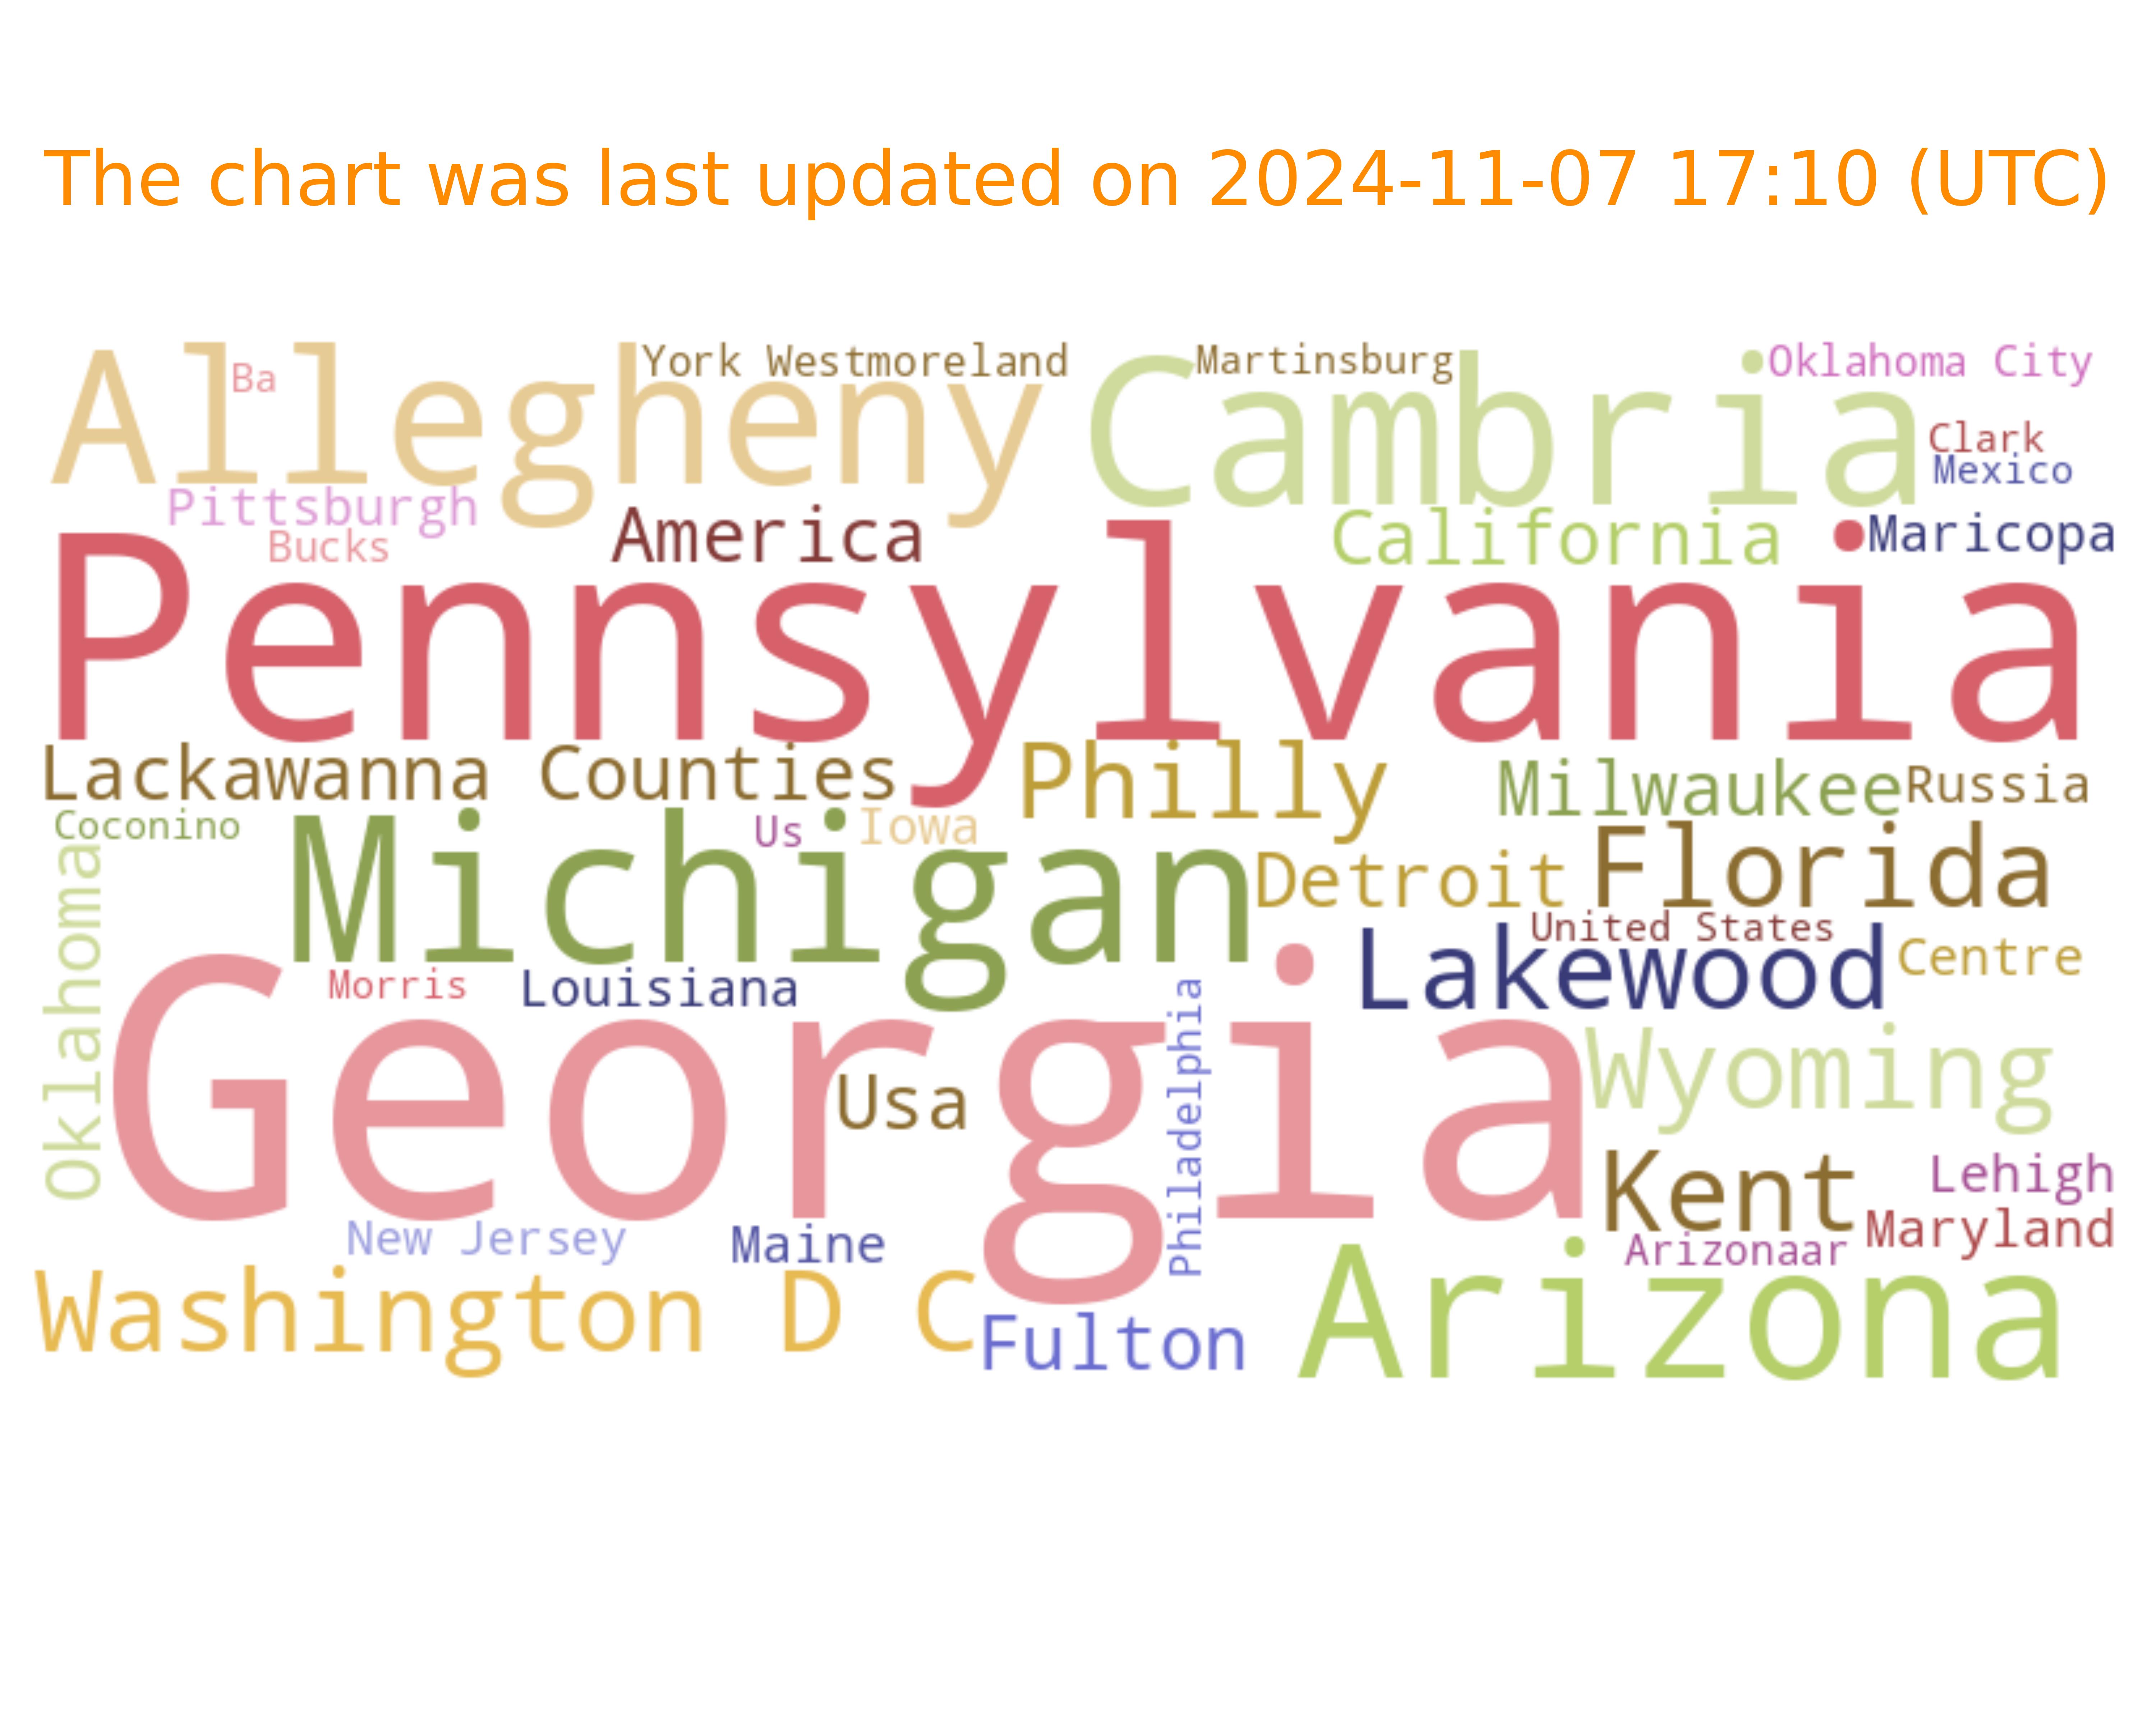 The chart was last updated on 2024-11-07 17:10 (UTC)
Allegheny
Ba
York Westmoreland
Cambria
Martinsburg
Oklahoma City
Clark
Mexico
Pittsburgh
Bucks
America
California
Maricopa
Pennsylvania
Lackawanna Counties
Philly
Milwaukee
Russia
Coconino
Us
Iowa
Michigan
Detroit
Florida
United States
Oklahoma
Morris
Louisiana
Lakewood
Centre
Georgia
Usa
Philadelphia
Wyoming
Kent
Lehigh
Maryland
New Jersey
Maine
Arizonaar
Washington D C
Fulton
Arizona